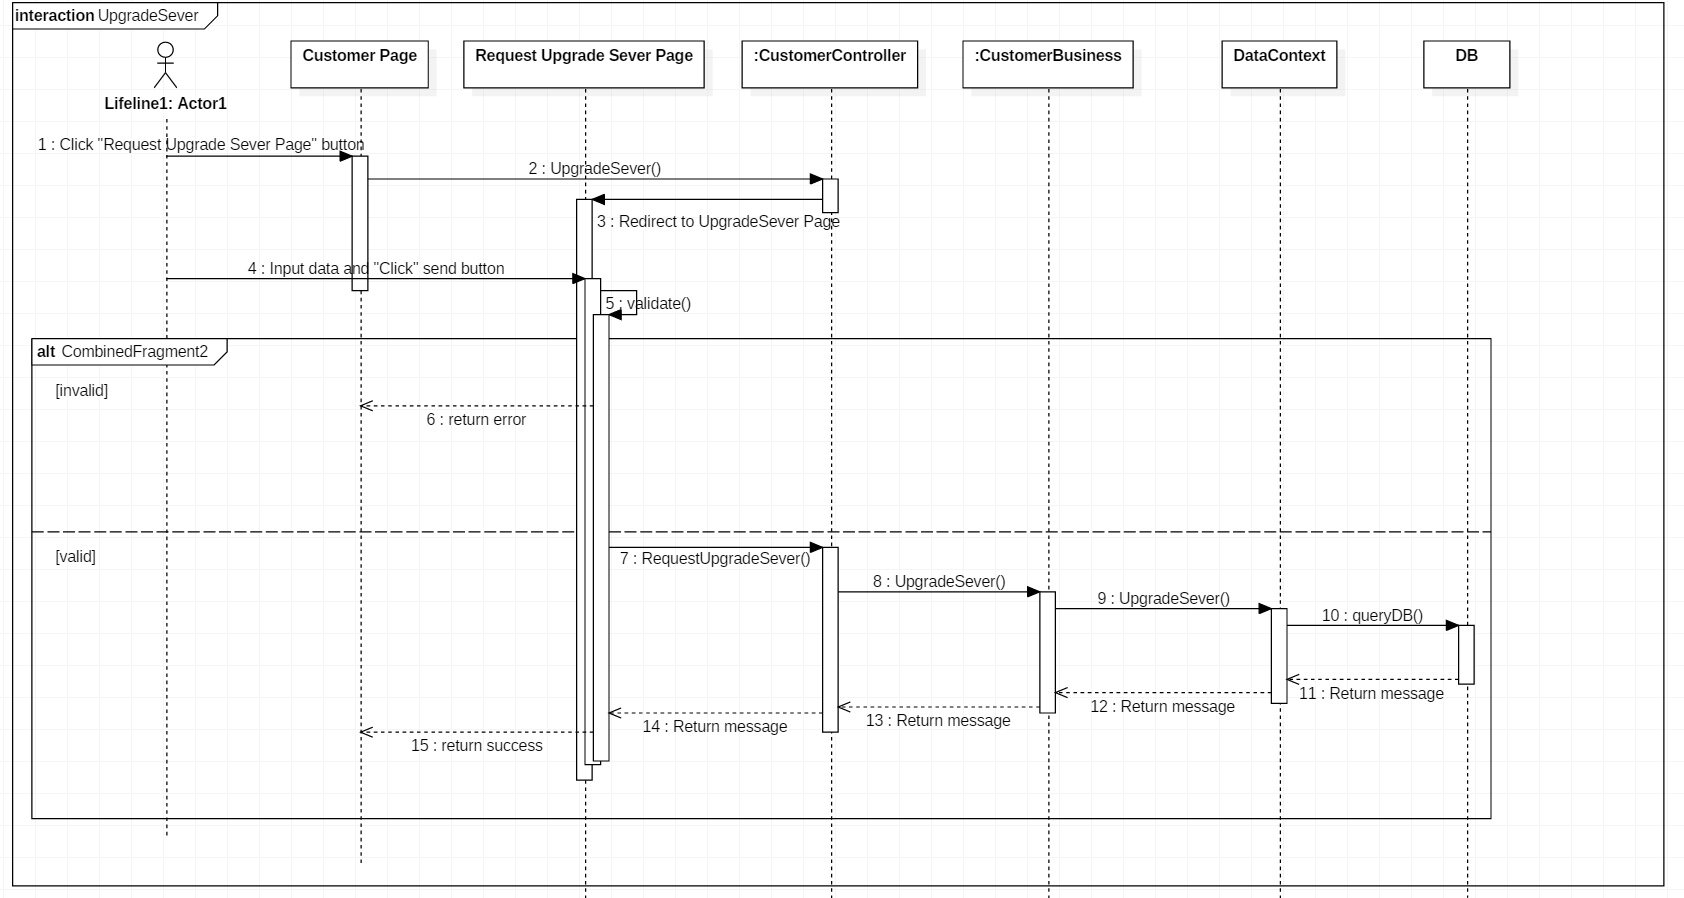 interaction UpgradeSever
Customer Page
Request Upgrade Sever Page
:CustomerController
:CustomerBusiness
DataContext
DB
Lifeline1: Actor1
1 : Click "Request Upgrade Sever Page" button
2 : UpgradeSever()
3 : Redirect to UpgradeSever Page
4 : Input data and "Click" send button
5 : validate()
alt CombinedFragment2
[invalid]
6 : return error
[valid]
7 : RequestUpgradeSever()
8 : UpgradeSever()
9 : UpgradeSever()
10 : queryDB()
11 : Return message
12 : Return message
13 : Return message
14 : Return message
15 : return success